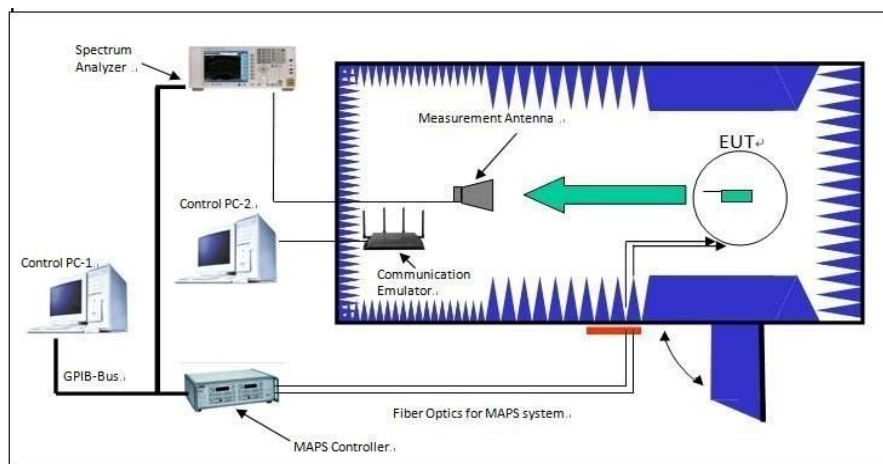 Spectrum
Analyzer
Measurement Antenna
EUT
Control PC-2
Control PC-1
Communication
Emulator
GPIB-Bus
Fiber Optics for MAPS system
MAPS Controller